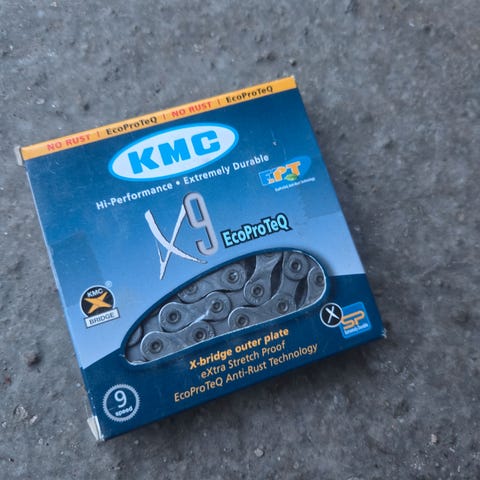 NO RUST | EcoProTeQ | NO RUST | EcoProTeQ
KMC
Hi-Performance • Extremely Durable
EPT
X9 EcoProTeQ
KMC
X
BRIDGE
X SP
X-bridge outer plate
eXtra Stretch Proof
EcoProTeQ Anti-Rust Technology
9
speed